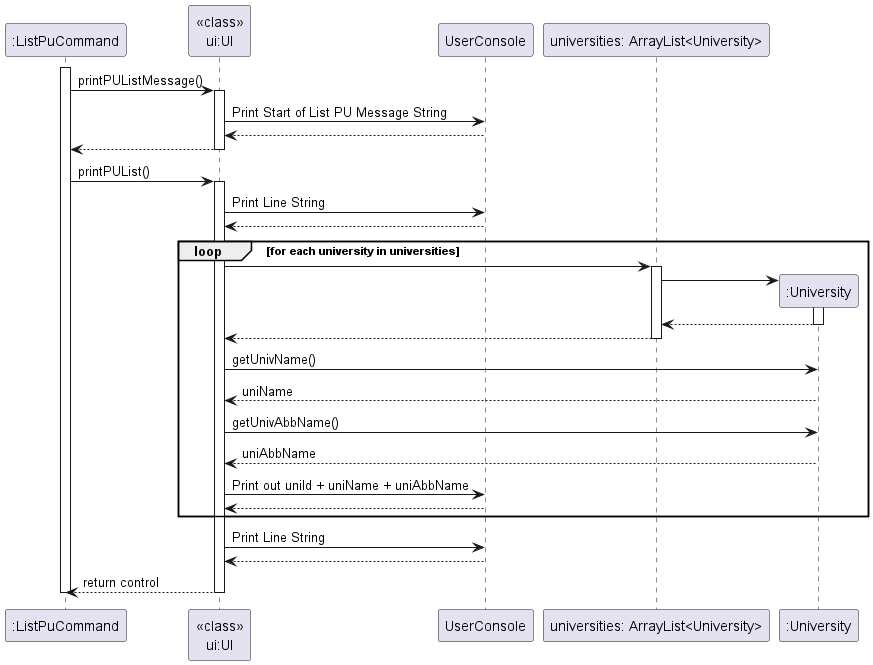 :ListPuCommand
«class»
ui:UI
UserConsole
universities: ArrayList<University>
printPUListMessage()
Print Start of List PU Message String
printPUList()
Print Line String
loop
[for each university in universities]
:University
getUnivName()
uniName
getUnivAbbName()
uniAbbName
Print out unild + uniName + uniAbbName
Print Line String
return control
:ListPuCommand
«class»
ui:UI
UserConsole
universities: ArrayList<University>
:University